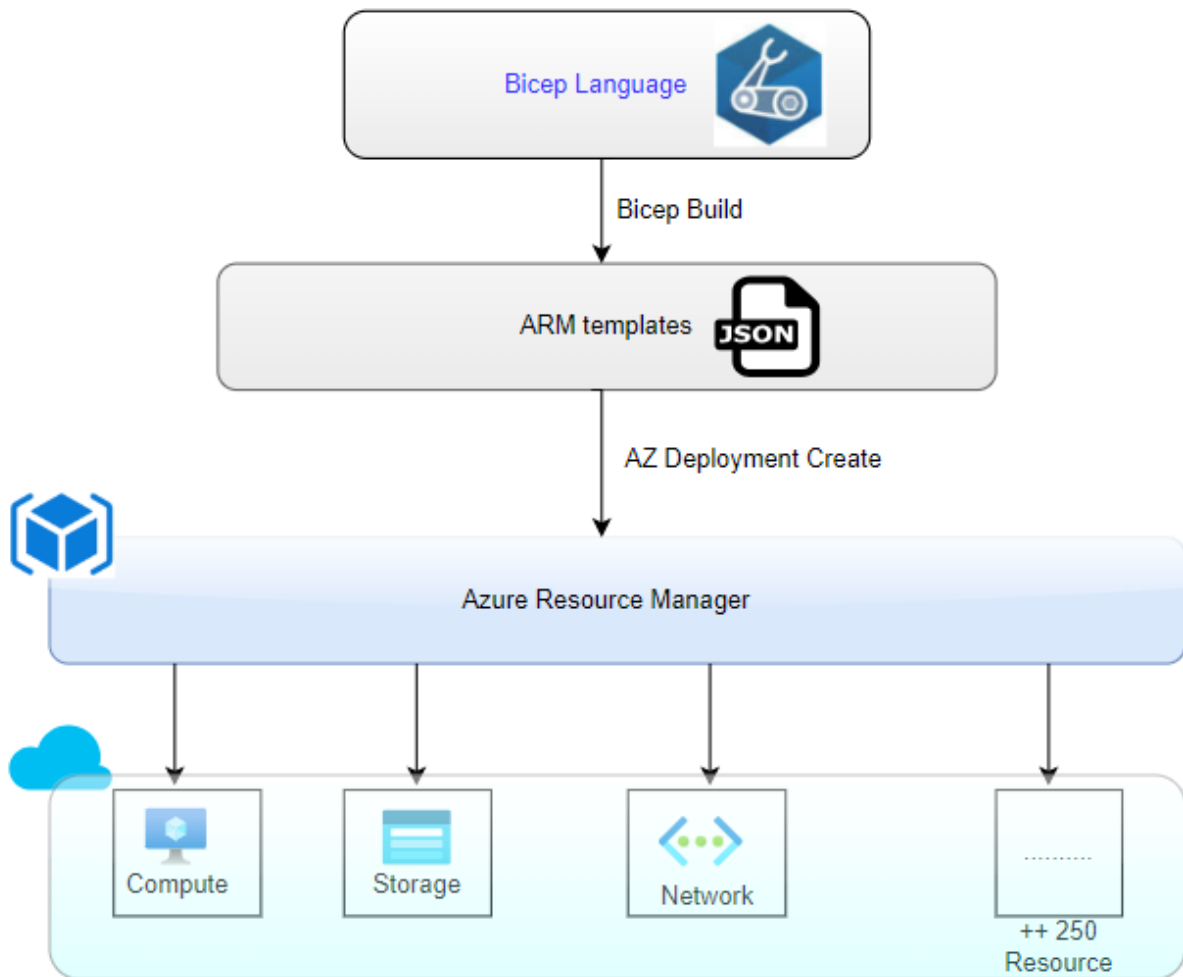 Bicep Language
Bicep Build
ARM templates
JSON
AZ Deployment Create
Azure Resource Manager
Compute
Storage
Network
..........
++ 250
Resource